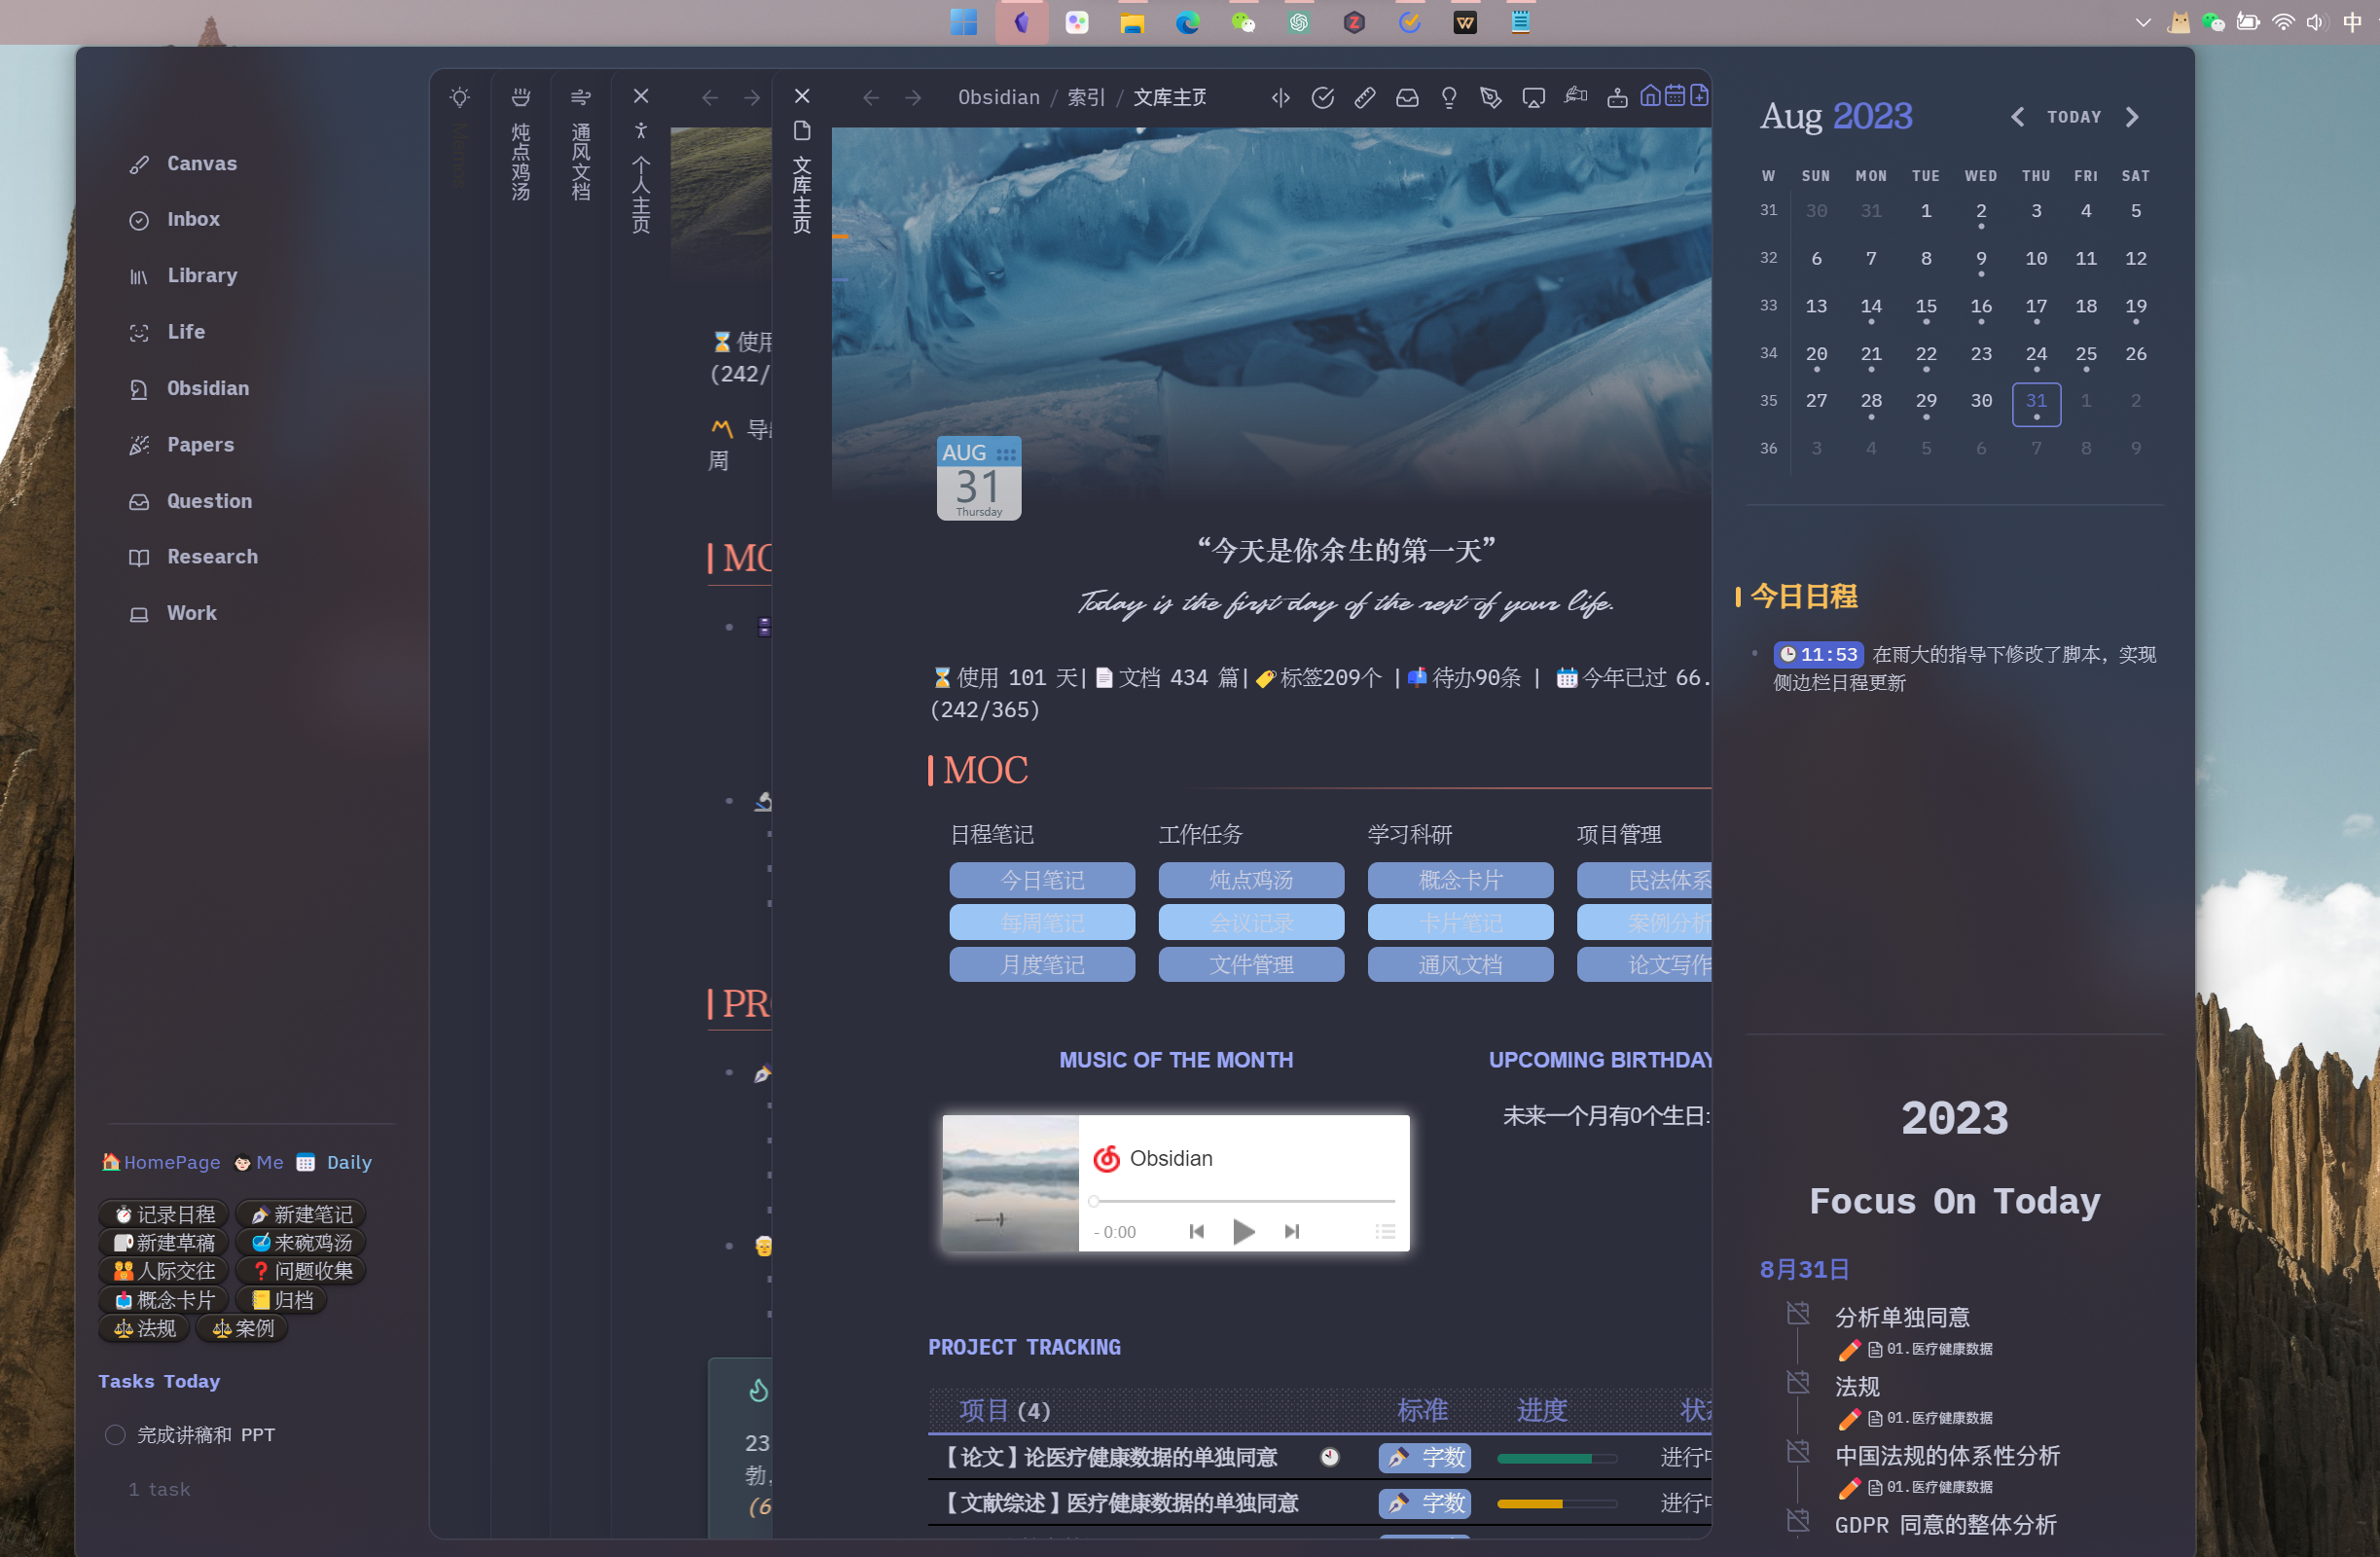 中
Canvas
Inbox
Library
Life
Obsidian
Papers
Question
Research
Work
🏠HomePage 👩🏻Me 📅 Daily
⏱️记录日程 🖋️新建笔记
🧻新建草稿 🥣来碗鸡汤
👬人际交往 ❓问题收集
📩概念卡片 📒归档
⚖️法规 ⚖️案例
Tasks Today
完成讲稿和 PPT
1 task
Memos
炖点鸡汤
通风文档
个人主页
⏳使用
(242/
导
周
MO
PRO
23
勃,
(6
文库主页
Obsidian / 索引 / 文库主页
AUG
31
Thursday
“今天是你余生的第一天”
Today is the first day of the rest of your life.
⏳使用 101 天|📄文档 434 篇|🏷️标签209个 |📫待办90条 | 📅今年已过 66.
(242/365)
MOC
日程笔记 工作任务 学习科研 项目管理
今日笔记 炖点鸡汤 概念卡片 民法体系
每周笔记 会议记录 卡片笔记 案例分析
月度笔记 文件管理 通风文档 论文写作
MUSIC OF THE MONTH UPCOMING BIRTHDAY
未来一个月有0个生日:
Obsidian
- 0:00
PROJECT TRACKING
项目 (4) 标准 进度 状态
【论文】论医疗健康数据的单独同意 🕙 🖋️ 字数 进行中
【文献综述】医疗健康数据的单独同意 🖋️ 字数 进行中
Aug 2023 TODAY
W SUN MON TUE WED THU FRI SAT
31 30 31 1 2 3 4 5
32 6 7 8 9 10 11 12
33 13 14 15 16 17 18 19
34 20 21 22 23 24 25 26
35 27 28 29 30 31 1 2
36 3 4 5 6 7 8 9
今日日程
🕒11:53 在雨大的指导下修改了脚本，实现
侧边栏日程更新
2023
Focus On Today
8月31日
分析单独同意
01.医疗健康数据
法规
01.医疗健康数据
中国法规的体系性分析
01.医疗健康数据
GDPR 同意的整体分析